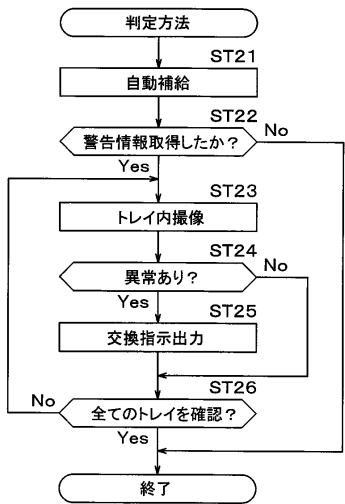 判定方法
ST21
自動補給
ST22
警告情報取得したか？
No
Yes
ST23
トレイ内撮像
ST24
異常あり？
No
Yes
ST25
交換指示出力
ST26
No
全てのトレイを確認？
Yes
終了